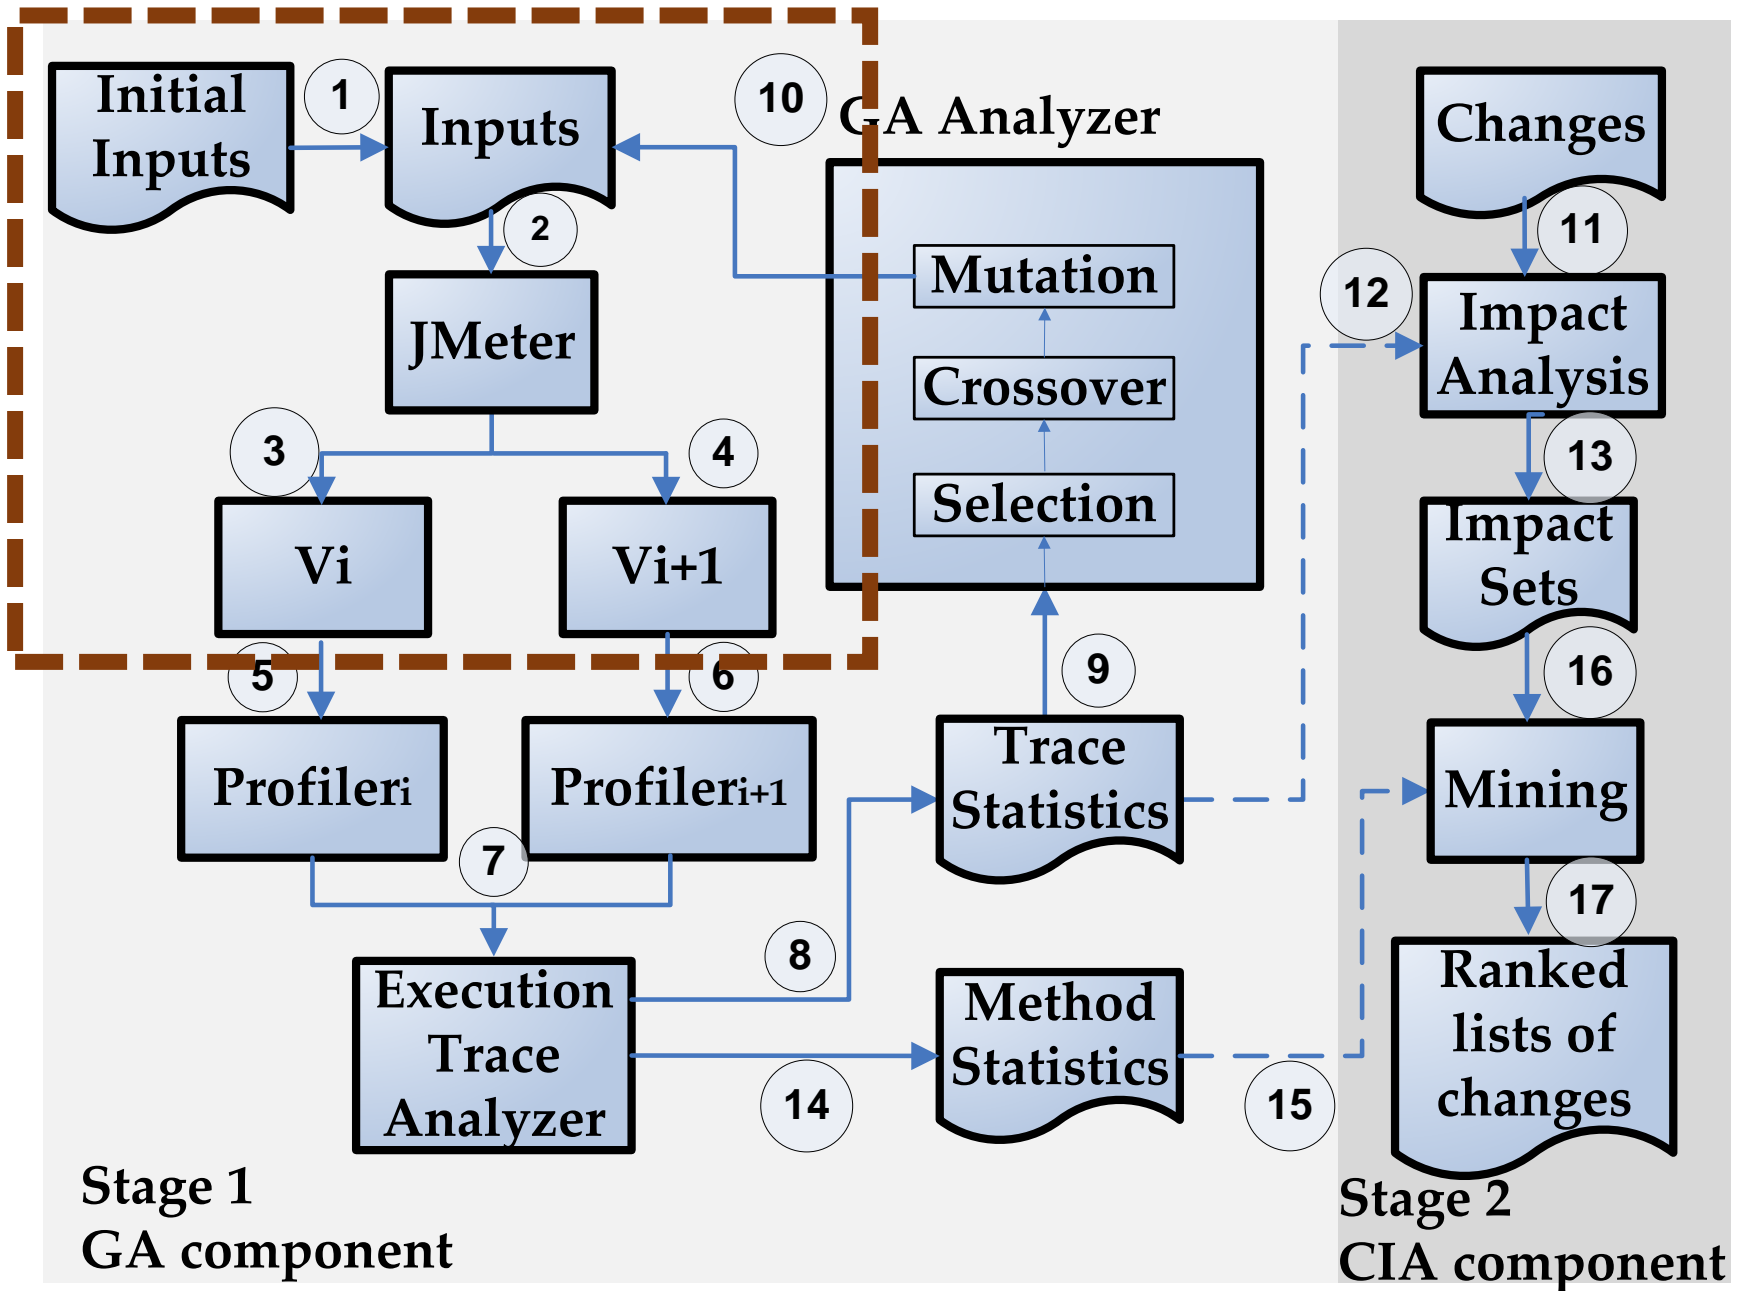 Initial
Inputs
1
Inputs
10
GA Analyzer
Changes
2
11
JMeter
Mutation
12
Impact
Analysis
Crossover
3
4
13
Selection
Vi
Vi+1
Impact
Sets
5
6
9
16
Profileri
Profileri+1
Trace
Statistics
Mining
7
8
17
Execution
Trace
Analyzer
14
Method
Statistics
15
Ranked
lists of
changes
Stage 1
GA component
Stage 2
CIA component